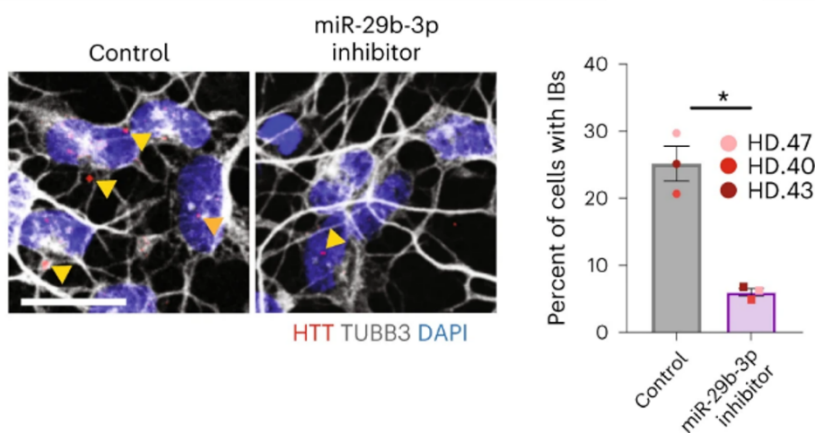 Control
miR-29b-3p
inhibitor
HTT TUBB3 DAPI
Percent of cells with IBs
40
30
20
10
0
*
HD.47
HD.40
HD.43
Control
miR-29b-3p
inhibitor